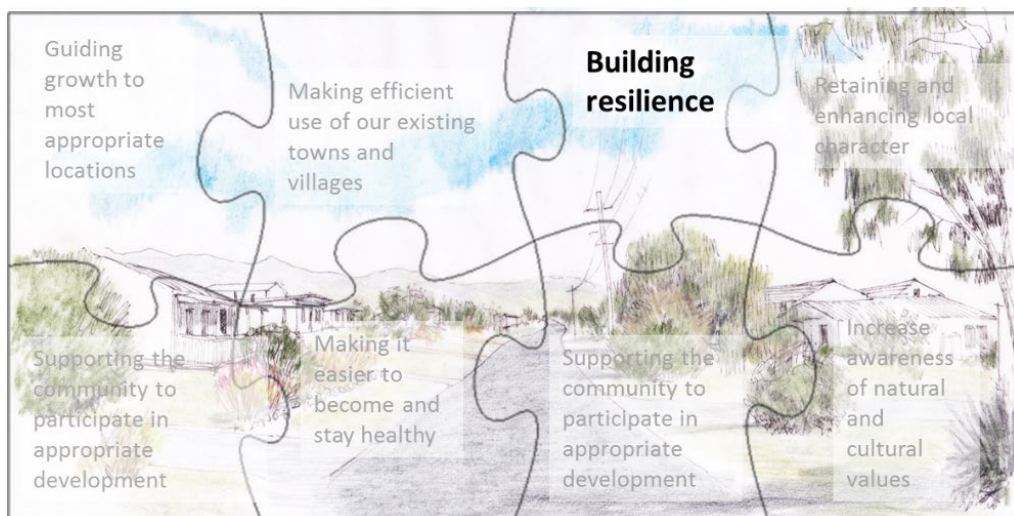 Guiding
growth to
most
appropriate
locations
Making efficient
use of our existing
towns and
villages
Building
resilience
Retaining and
enhancing local
character
Supporting the
community to
participate in
appropriate
development
Making it
easier to
become and
stay healthy
Supporting the
community to
participate in
appropriate
development
Increase
awareness
of natural
and
cultural
values